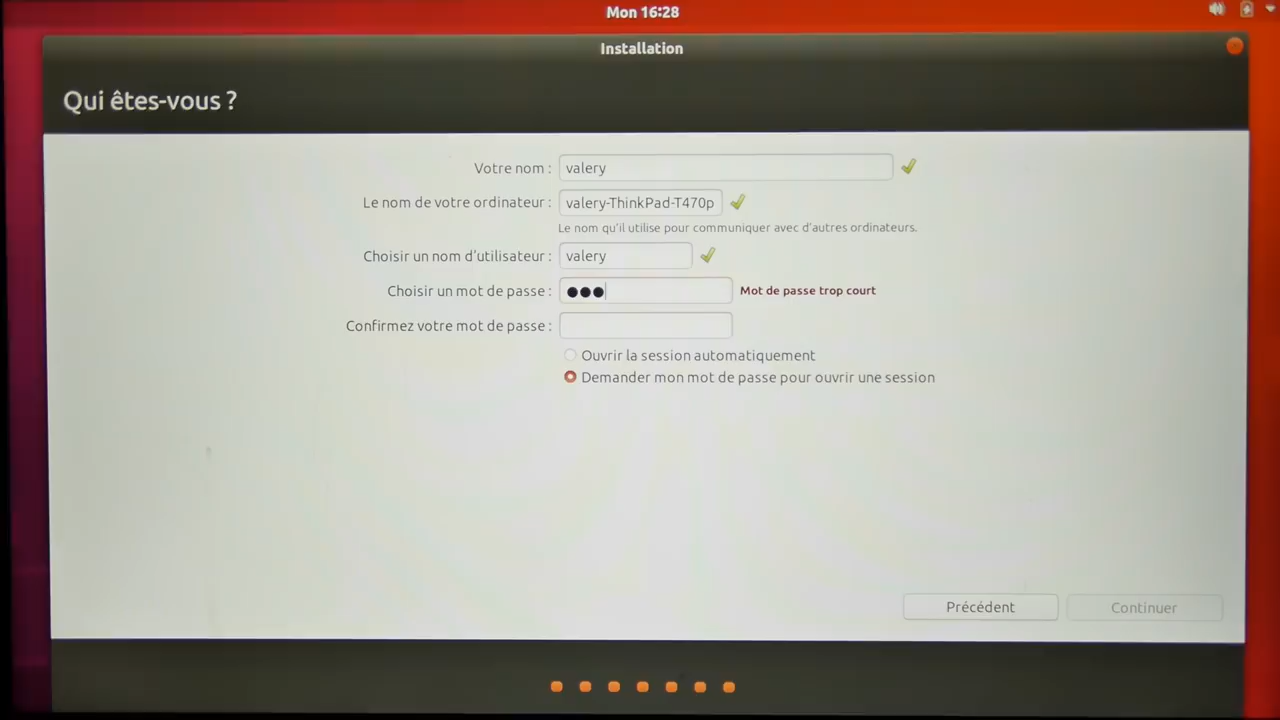 Mon 16:28
Installation
Qui êtes-vous ?
Votre nom : valery
Le nom de votre ordinateur : valery-ThinkPad-T470p
Le nom qu'il utilise pour communiquer avec d'autres ordinateurs.
Choisir un nom d'utilisateur : valery
Choisir un mot de passe : ●●● Mot de passe trop court
Confirmez votre mot de passe :
Ouvrir la session automatiquement
Demander mon mot de passe pour ouvrir une session
Précédent Continuer